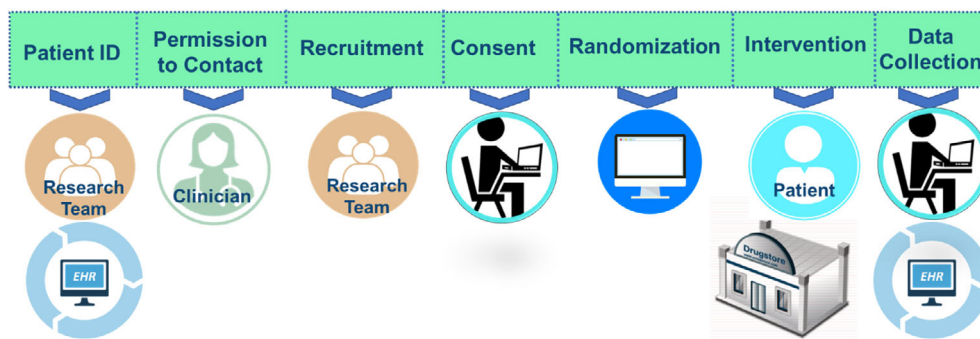 Patient ID
Permission
to Contact
Recruitment
Consent
Randomization
Intervention
Data
Collection
Research
Team
Clinician
Research
Team
Patient
EHR
Drugstore
EHR